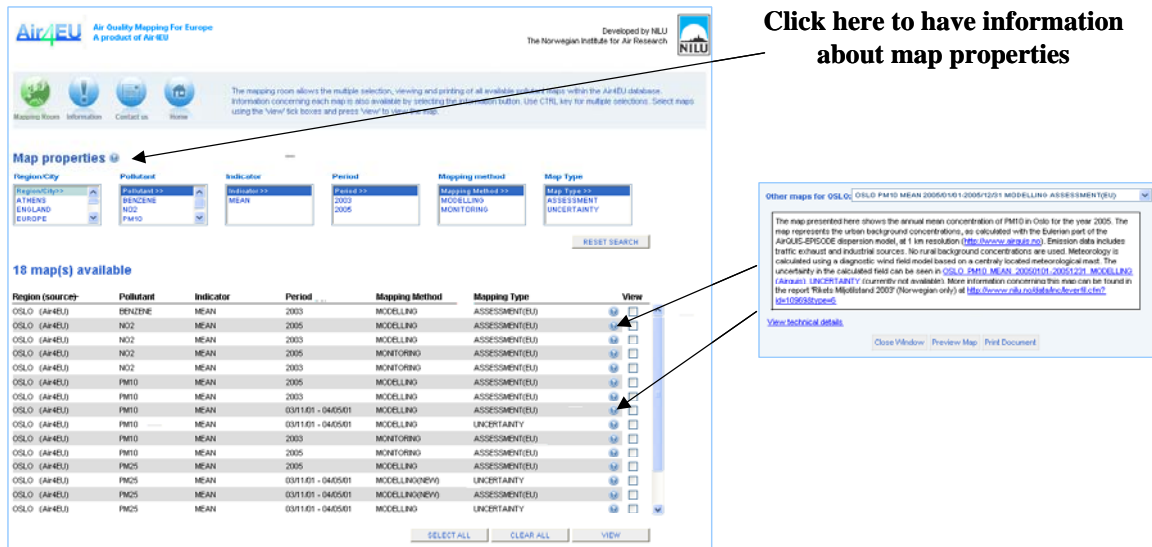 Click here to have information
about map properties
Air4EU
Air Quality Mapping For Europe
A product of Air4EU
Developed by NILU
The Norwegian Institute for Air Research
NILU
The mapping room allows the multiple selection, viewing and printing of all available pollutant maps within the Air4EU database.
Information concerning each map is also available by selecting the information button. Use CTRL key for multiple selections. Select maps
using the 'View' tick boxes and press 'view' to view the map.
Mapping Room Information Contact us Home
Map properties
Region/City Pollutant Indicator Period Mapping method Map Type
Region/City>> Pollutant >> Indicator >> Period >> Mapping Method >> Map Type >>
ATHENS BENZENE MEAN 2003 MODELLING ASSESSMENT
ENGLAND NO2 2005 MONITORING UNCERTAINTY
EUROPE PM10
RESET SEARCH
18 map(s) available
Region (source) Pollutant Indicator Period Mapping Method Mapping Type View
OSLO (Air4EU) BENZENE MEAN 2003 MODELLING ASSESSMENT(EU)
OSLO (Air4EU) NO2 MEAN 2005 MODELLING ASSESSMENT(EU)
OSLO (Air4EU) NO2 MEAN 2003 MODELLING ASSESSMENT(EU)
OSLO (Air4EU) NO2 MEAN 2005 MONITORING ASSESSMENT(EU)
OSLO (Air4EU) NO2 MEAN 2003 MONITORING ASSESSMENT(EU)
OSLO (Air4EU) PM10 MEAN 2005 MODELLING ASSESSMENT(EU)
OSLO (Air4EU) PM10 MEAN 2003 MODELLING ASSESSMENT(EU)
OSLO (Air4EU) PM10 MEAN 03/11/01 - 04/05/01 MODELLING ASSESSMENT(EU)
OSLO (Air4EU) PM10 MEAN 03/11/01 - 04/05/01 MODELLING UNCERTAINTY
OSLO (Air4EU) PM10 MEAN 2003 MONITORING ASSESSMENT(EU)
OSLO (Air4EU) PM10 MEAN 2005 MONITORING ASSESSMENT(EU)
OSLO (Air4EU) PM25 MEAN 2005 MODELLING ASSESSMENT(EU)
OSLO (Air4EU) PM25 MEAN 03/11/01 - 04/05/01 MODELLING(NEW) UNCERTAINTY
OSLO (Air4EU) PM25 MEAN 03/11/01 - 04/05/01 MODELLING(NEW) ASSESSMENT(EU)
OSLO (Air4EU) PM25 MEAN 03/11/01 - 04/05/01 MODELLING UNCERTAINTY
SELECT ALL CLEAR ALL VIEW
Other maps for OSLO: OSLO PM10 MEAN 2005/01/01-2005/12/31 MODELLING ASSESSMENT(EU)
The map presented here shows the annual mean concentration of PM10 in Oslo for the year 2005. The
map represents the urban background concentrations, as calculated with the Eulerian part of the
AirQUIS-EPISODE dispersion model, at 1 km resolution (http://www.airquis.no). Emission data includes
traffic exhaust and industrial sources. No rural background concentrations are used. Meteorology is
calculated using a diagnostic wind field model based on a centrally located meteorological mast. The
uncertainty in the calculated field can be seen in OSLO_PM10_MEAN_20050101-20051231_MODELLING
(Airquis)_UNCERTAINTY (currently not available). More information concerning this map can be found in
the report 'Rikets Miljötilstand 2003' (Norwegian only) at http://www.nilu.no/data/inc/leverfil.cfm?
id=10969&type=6.
View technical details
Close Window Preview Map Print Document